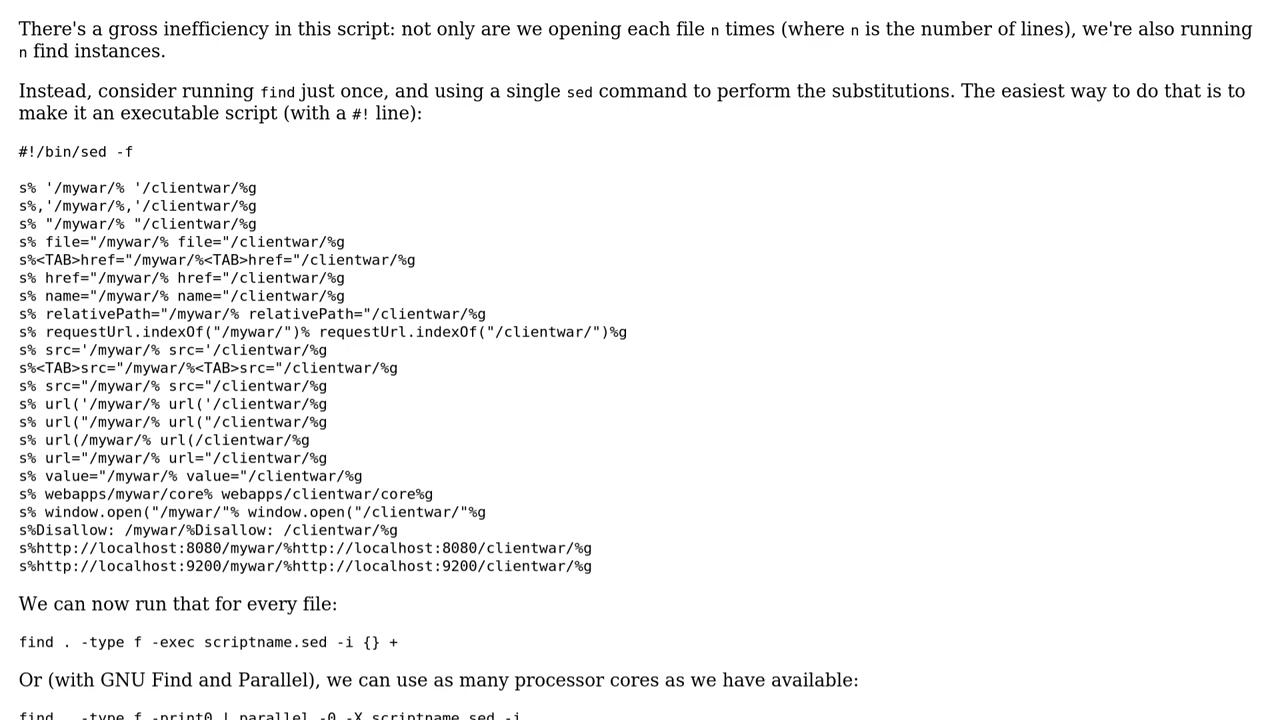 There's a gross inefficiency in this script: not only are we opening each file n times (where n is the number of lines), we're also running
n find instances.
Instead, consider running find just once, and using a single sed command to perform the substitutions. The easiest way to do that is to
make it an executable script (with a #! line):
#!/bin/sed -f
s% '/mywar/% '/clientwar/%g
s%,'/mywar/%,'/clientwar/%g
s% "/mywar/% "/clientwar/%g
s% file="/mywar/% file="/clientwar/%g
s%<TAB>href="/mywar/%<TAB>href="/clientwar/%g
s% href="/mywar/% href="/clientwar/%g
s% name="/mywar/% name="/clientwar/%g
s% relativePath="/mywar/% relativePath="/clientwar/%g
s% requestUrl.indexOf("/mywar/")% requestUrl.indexOf("/clientwar/")%g
s% src='/mywar/% src='/clientwar/%g
s%<TAB>src="/mywar/%<TAB>src="/clientwar/%g
s% src="/mywar/% src="/clientwar/%g
s% url('/mywar/% url('/clientwar/%g
s% url("/mywar/% url("/clientwar/%g
s% url(/mywar/% url(/clientwar/%g
s% url="/mywar/% url="/clientwar/%g
s% value="/mywar/% value="/clientwar/%g
s% webapps/mywar/core% webapps/clientwar/core%g
s% window.open("/mywar/"% window.open("/clientwar/"%g
s%Disallow: /mywar/%Disallow: /clientwar/%g
s%http://localhost:8080/mywar/%http://localhost:8080/clientwar/%g
s%http://localhost:9200/mywar/%http://localhost:9200/clientwar/%g
We can now run that for every file:
find . -type f -exec scriptname.sed -i {} +
Or (with GNU Find and Parallel), we can use as many processor cores as we have available:
find . -type f -print0 | parallel -0 -X scriptname.sed -i